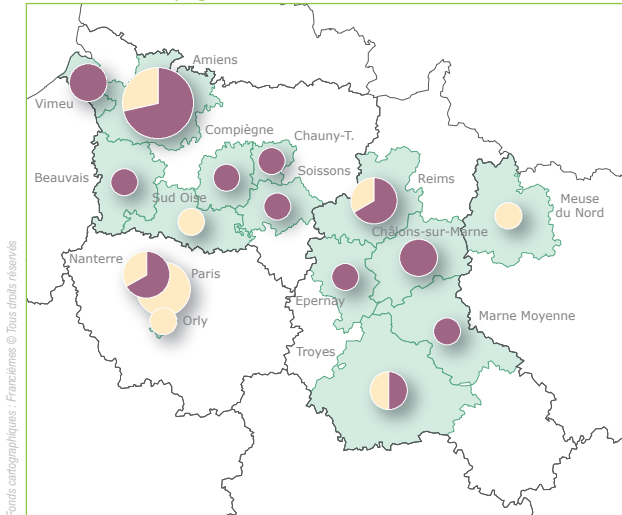 Amiens
Vimeu
Compiègne
Chauny-T.
Beauvais
Soissons
Reims
Sud Oise
Meuse
du Nord
Châlons-sur-Marne
Nanterre
Paris
Epernay
Orly
Marne Moyenne
Troyes
Fonds cartographiques : Francièmes © Tous droits réservés